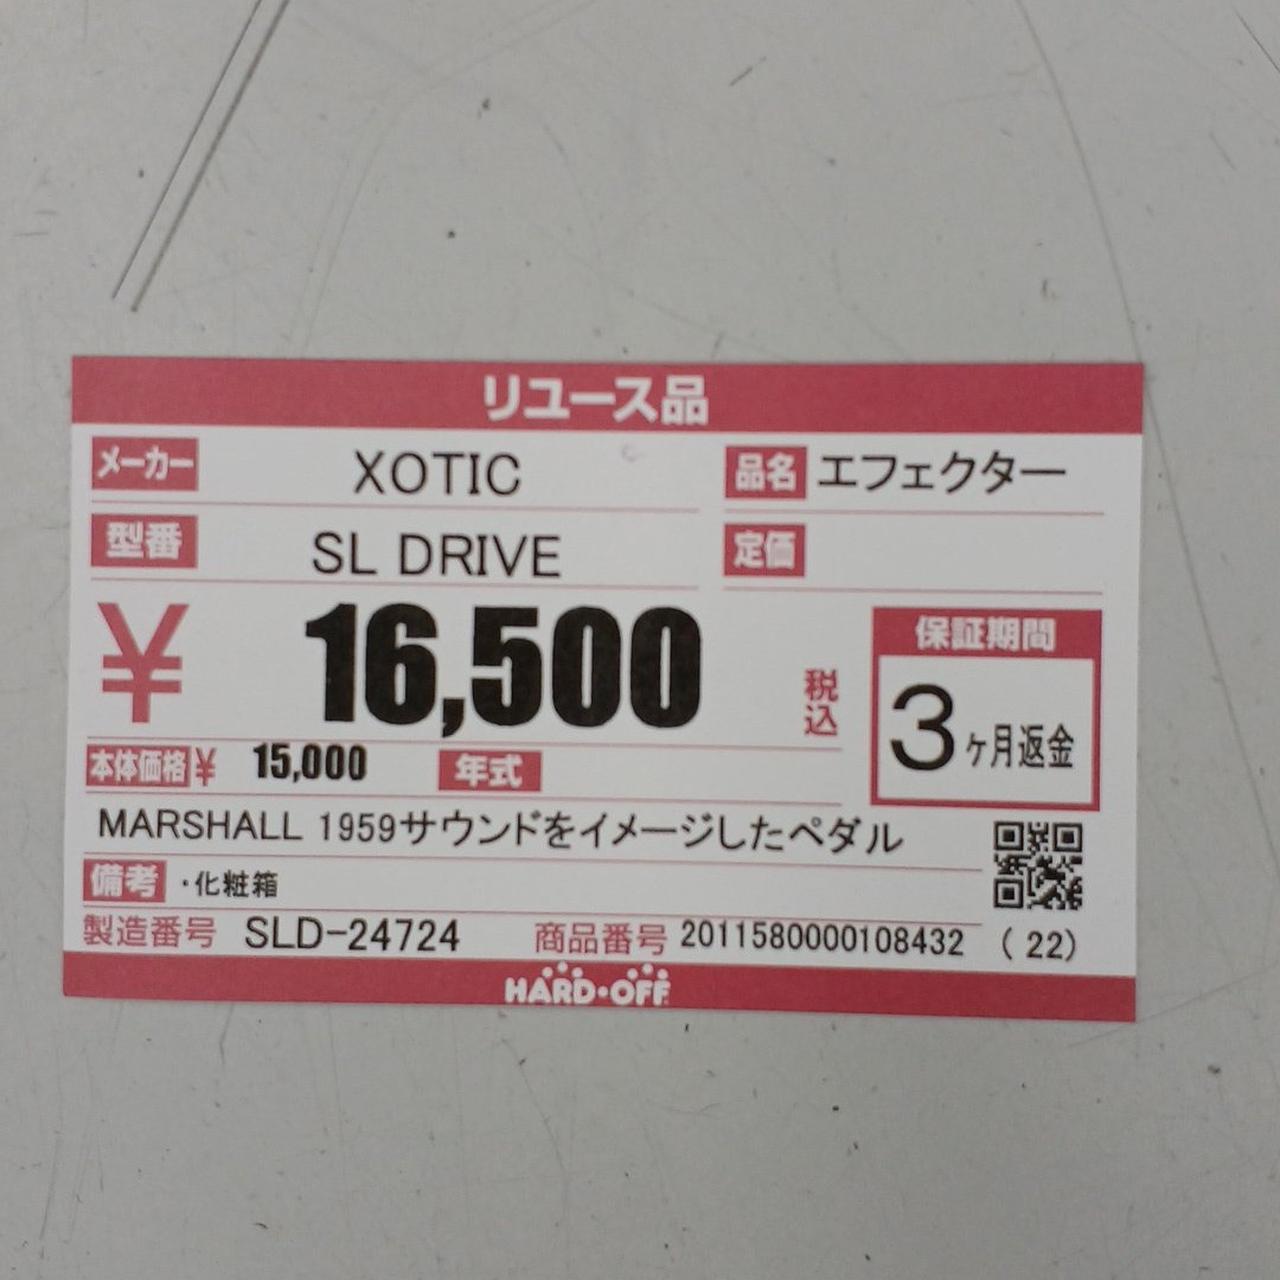 リユース品
メーカー XOTIC 品名 エフェクター
型番 SL DRIVE 定価
¥ 16,500 税込
保証期間
3ヶ月返金
本体価格¥ 15,000 年式
MARSHALL 1959サウンドをイメージしたペダル
備考 ・化粧箱
製造番号 SLD-24724 商品番号 2011580000108432 (22)
HARD・OFF